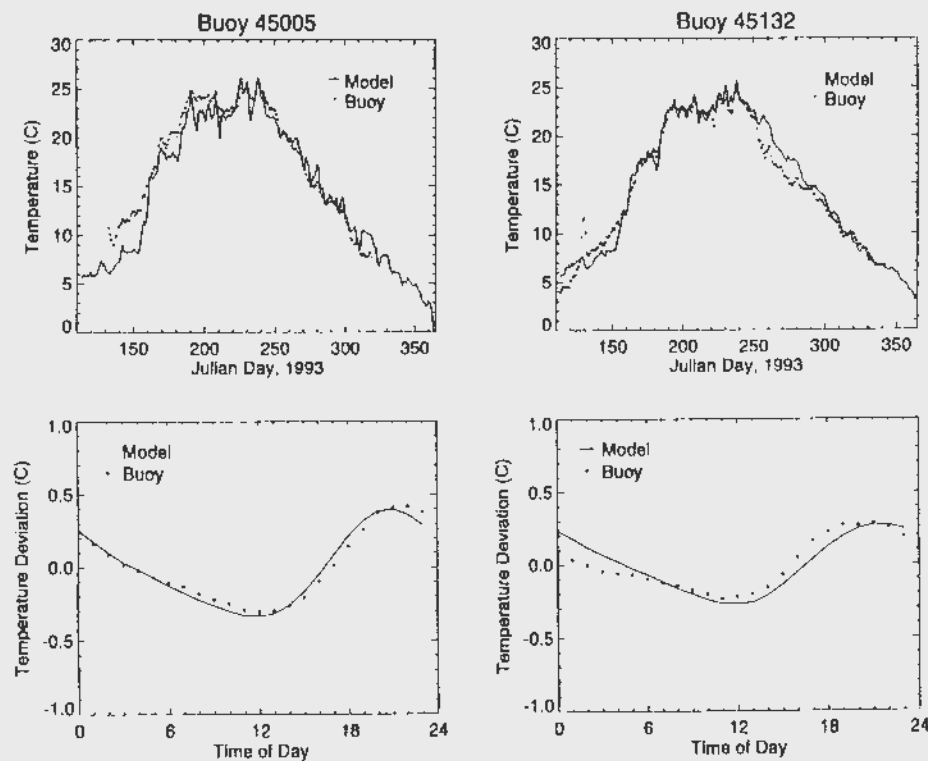 Buoy 45005
30
25
20
15
10
5
0
Temperature (C)
Model
Buoy
150 200 250 300 350
Julian Day, 1993
Buoy 45132
30
25
20
15
10
5
0
Temperature (C)
Model
Buoy
150 200 250 300 350
Julian Day, 1993
1.0
0.5
0.0
-0.5
-1.0
Temperature Deviation (C)
Model
Buoy
0 6 12 18 24
Time of Day
1.0
0.5
0.0
-0.5
-1.0
Temperature Deviation (C)
Model
Buoy
0 6 12 18 24
Time of Day